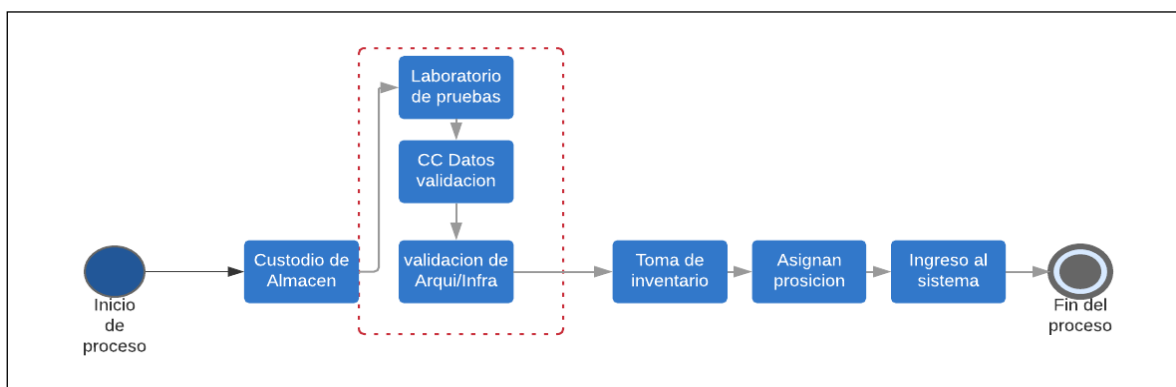 Inicio
de
proceso
Custodio de
Almacen
Laboratorio
de pruebas
CC Datos
validacion
validacion de
Arqui/Infra
Toma de
inventario
Asignan
prosicion
Ingreso al
sistema
Fin del
proceso